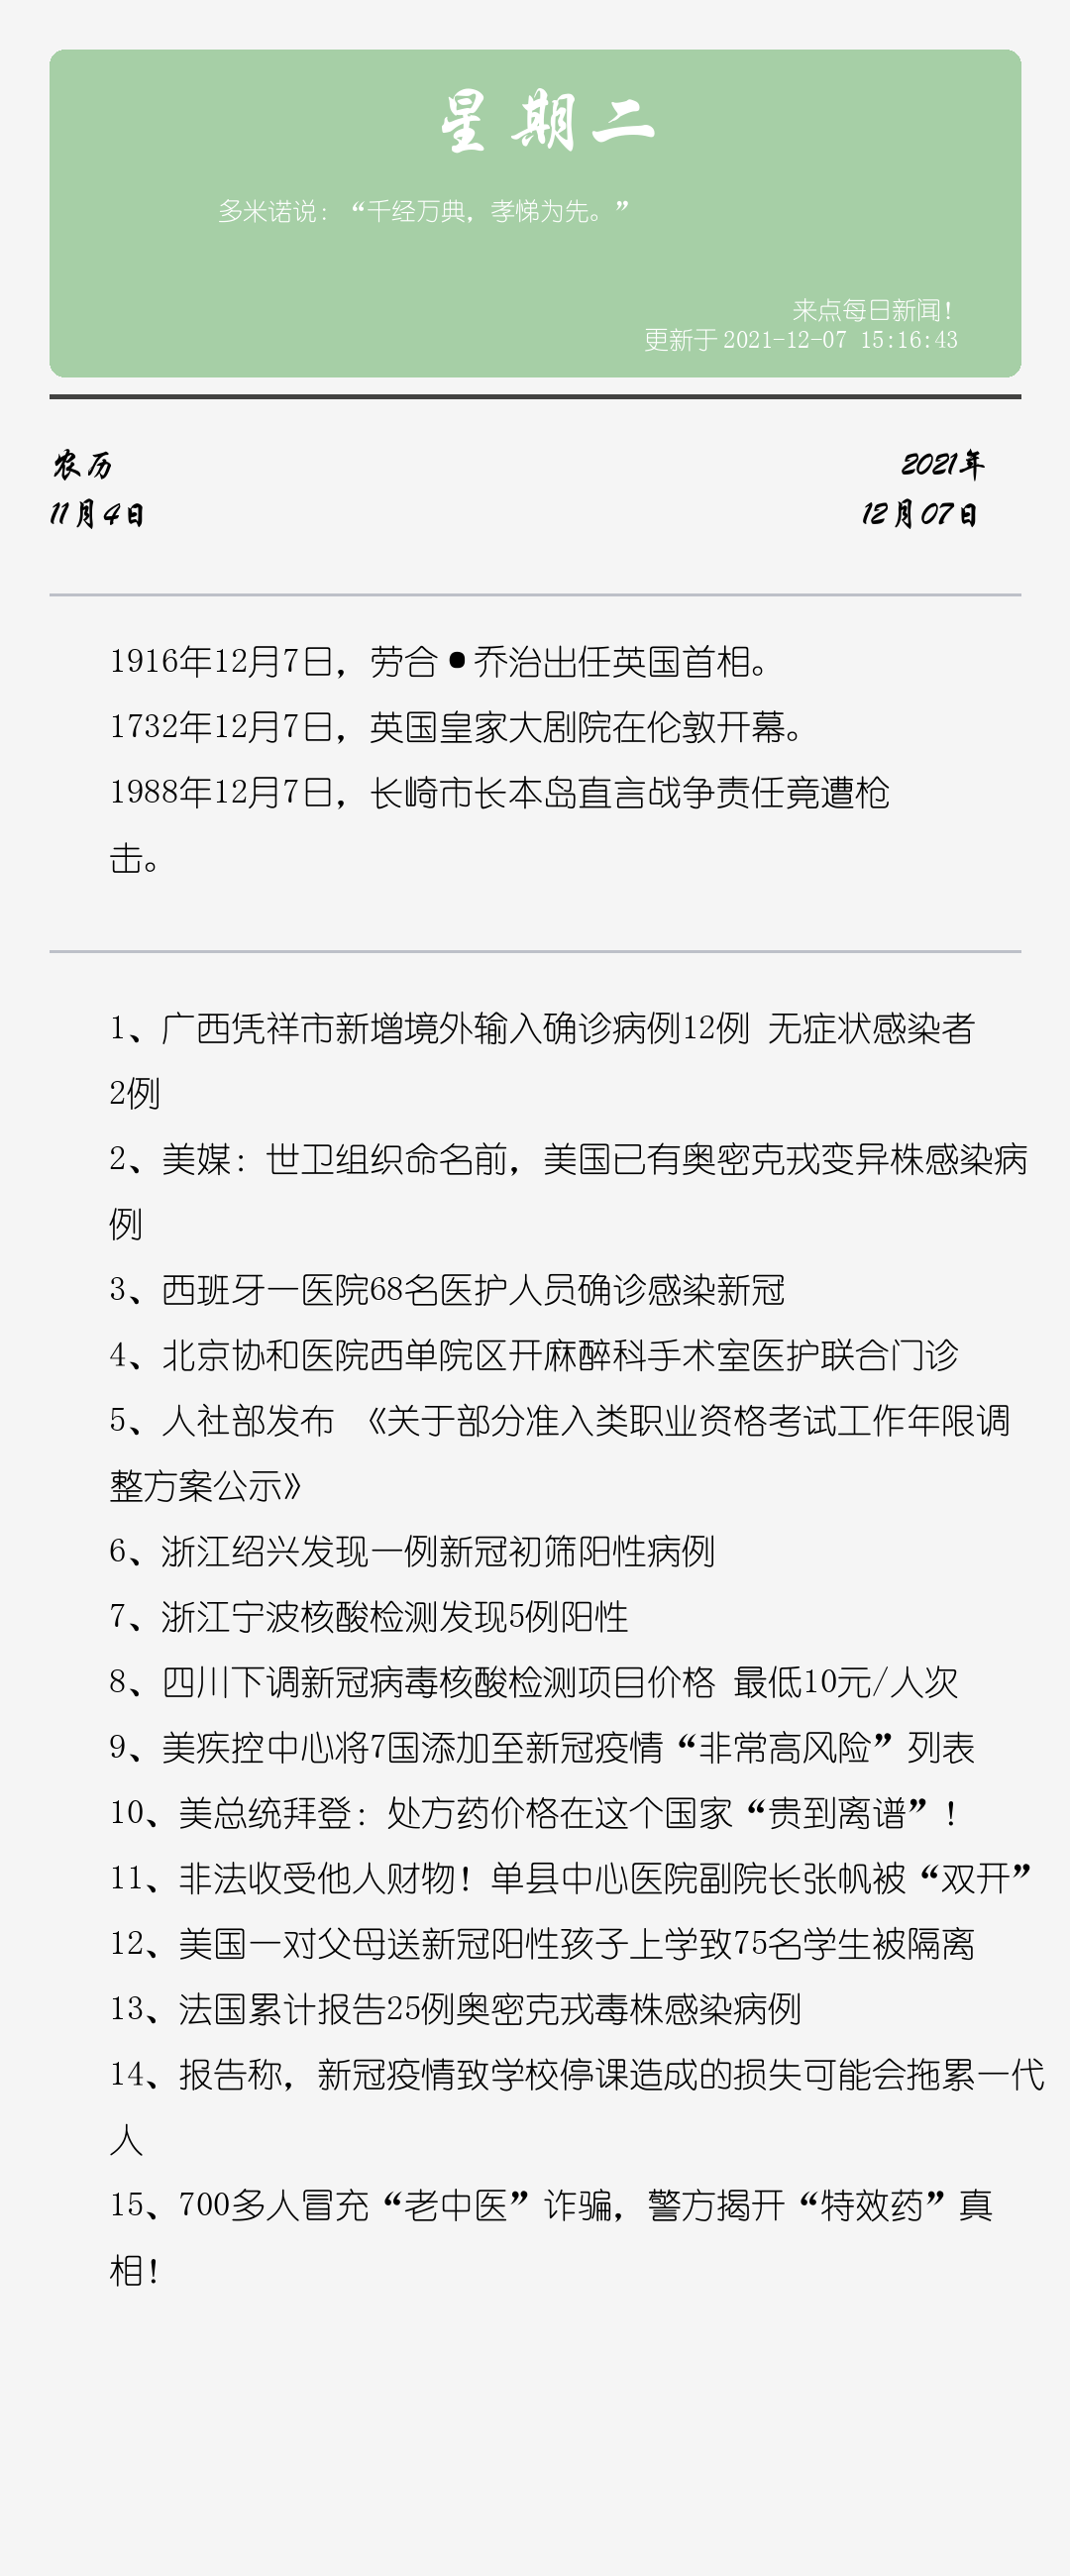 星期二
多米诺说：“千经万典，孝悌为先。”
来点每日新闻！
更新于 2021-12-07 15:16:43
农历
2021年
11月4日
12月07日
1916年12月7日，劳合•乔治出任英国首相。
1732年12月7日，英国皇家大剧院在伦敦开幕。
1988年12月7日，长崎市长本岛直言战争责任竟遭枪
击。
1、广西凭祥市新增境外输入确诊病例12例 无症状感染者
2例
2、美媒：世卫组织命名前，美国已有奥密克戎变异株感染病
例
3、西班牙一医院68名医护人员确诊感染新冠
4、北京协和医院西单院区开麻醉科手术室医护联合门诊
5、人社部发布 《关于部分准入类职业资格考试工作年限调
整方案公示》
6、浙江绍兴发现一例新冠初筛阳性病例
7、浙江宁波核酸检测发现5例阳性
8、四川下调新冠病毒核酸检测项目价格 最低10元/人次
9、美疾控中心将7国添加至新冠疫情“非常高风险”列表
10、美总统拜登：处方药价格在这个国家“贵到离谱”！
11、非法收受他人财物！单县中心医院副院长张帆被“双开”
12、美国一对父母送新冠阳性孩子上学致75名学生被隔离
13、法国累计报告25例奥密克戎毒株感染病例
14、报告称，新冠疫情致学校停课造成的损失可能会拖累一代
人
15、700多人冒充“老中医”诈骗，警方揭开“特效药”真
相！